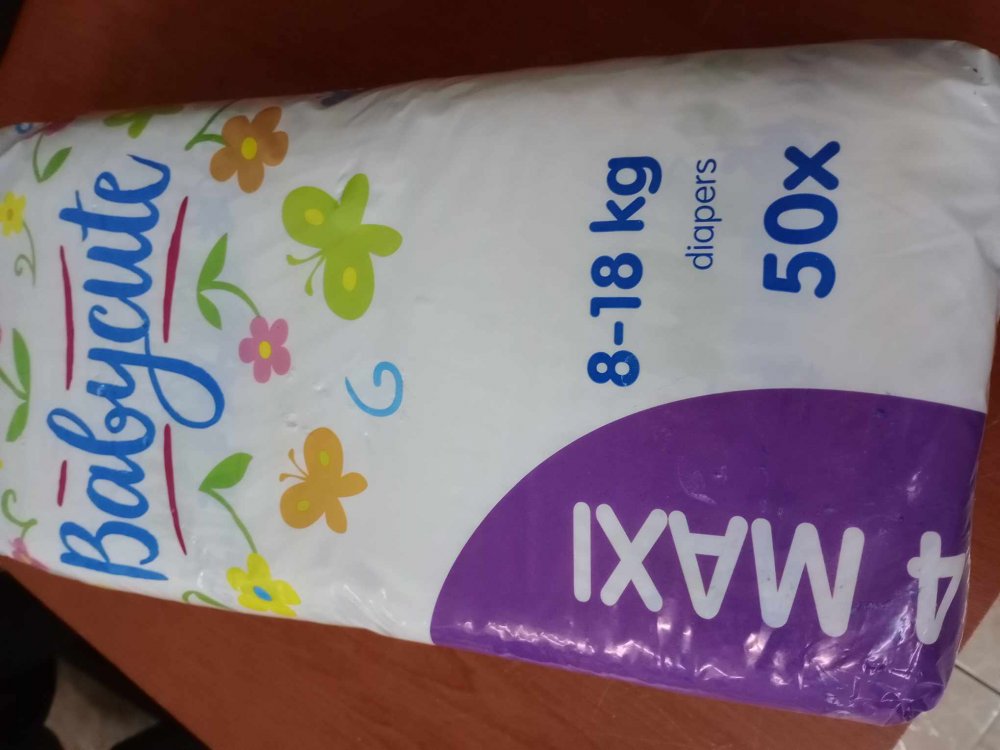 Babycute
8-18 kg
diapers
50x
4 MAXI